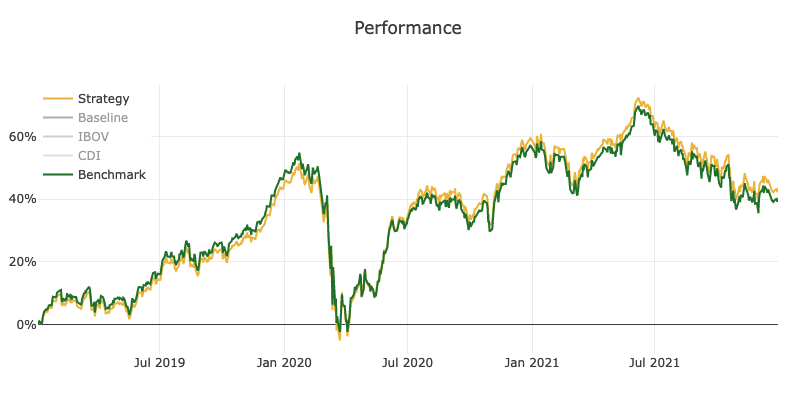 Performance
Strategy
Baseline
IBOV
CDI
Benchmark
60%
40%
20%
0%
Jul 2019
Jan 2020
Jul 2020
Jan 2021
Jul 2021